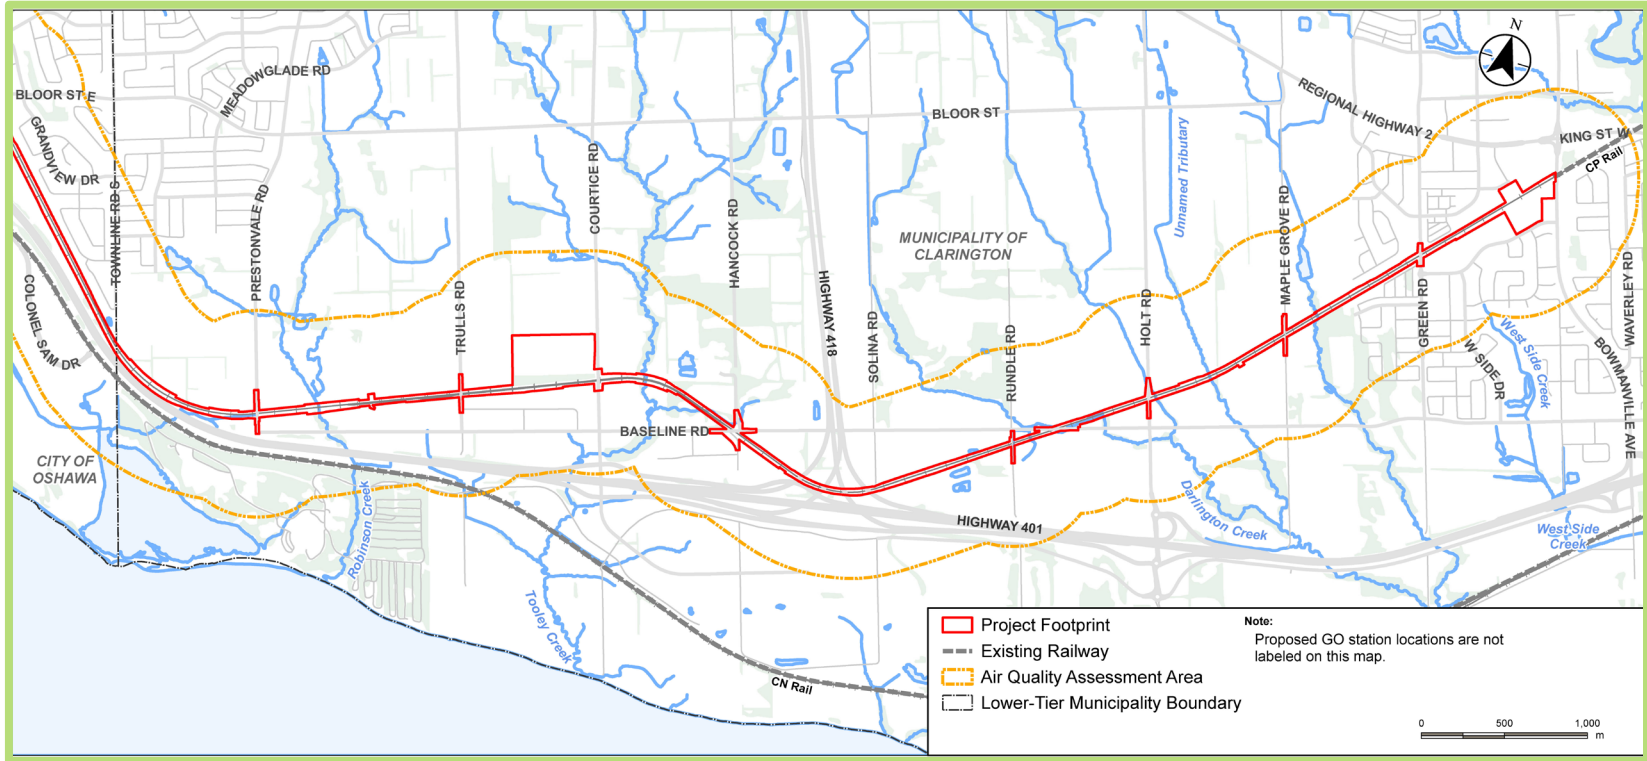 N
BLOOR ST E
MEADOWGLADE RD
GRANDVIEW DR
TOWNLINE RD S
PRESTONVALE RD
COURTICE RD
HANCOCK RD
BLOOR ST
REGIONAL HIGHWAY 2
KING ST W
CP Rail
Unnamed Tributary
MAPLE GROVE RD
MUNICIPALITY OF
CLARINGTON
COLONEL SAM DR
TRULLS RD
HIGHWAY 418
SOLINA RD
RUNDLE RD
HOLT RD
GREEN RD
W SIDE DR
West Side Creek
WAVERLEY RD
BOWMANVILLE AVE
BASELINE RD
CITY OF
OSHAWA
Robinson Creek
HIGHWAY 401
Darlington Creek
West Side
Creek
Tooley Creek
CN Rail
Project Footprint
Existing Railway
Air Quality Assessment Area
Lower-Tier Municipality Boundary
Note:
Proposed GO station locations are not
labeled on this map.
0 500 1,000
m